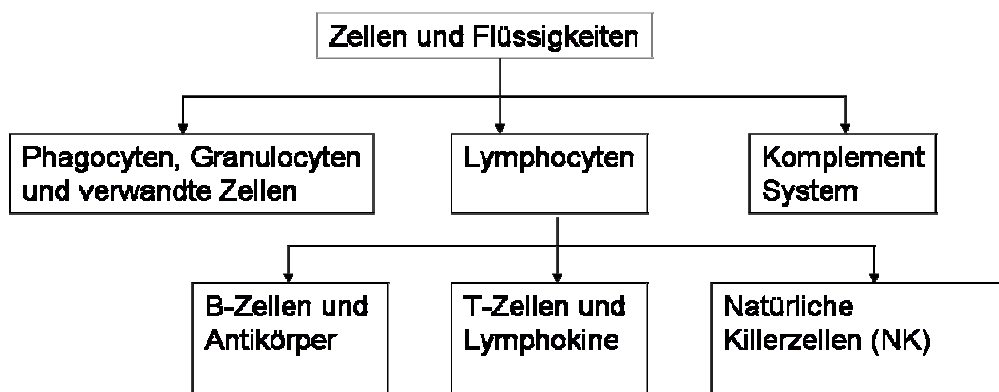 Zellen und Flüssigkeiten
Phagocyten, Granulocyten
und verwandte Zellen
Lymphocyten
Komplement
System
B-Zellen und
Antikörper
T-Zellen und
Lymphokine
Natürliche
Killerzellen (NK)